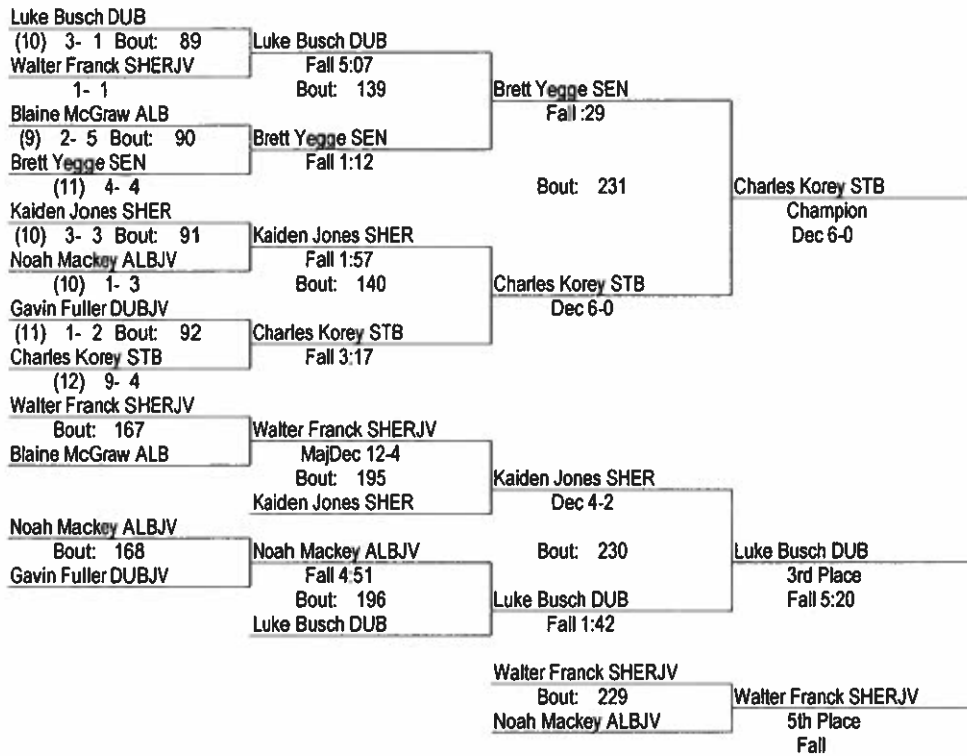 Luke Busch DUB
(10) 3- 1 Bout: 89
Walter Franck SHERJV
1- 1
Blaine McGraw ALB
(9) 2- 5 Bout: 90
Brett Yegge SEN
(11) 4- 4
Kaiden Jones SHER
(10) 3- 3 Bout: 91
Noah Mackey ALBJV
(10) 1- 3
Gavin Fuller DUBJV
(11) 1- 2 Bout: 92
Charles Korey STB
(12) 9- 4
Luke Busch DUB
Fall 5:07
Bout: 139
Brett Yegge SEN
Fall 1:12
Kaiden Jones SHER
Fall 1:57
Bout: 140
Charles Korey STB
Fall 3:17
Brett Yegge SEN
Fall :29
Bout: 231
Charles Korey STB
Dec 6-0
Charles Korey STB
Champion
Dec 6-0
Walter Franck SHERJV
Bout: 167
Blaine McGraw ALB
Noah Mackey ALBJV
Bout: 168
Gavin Fuller DUBJV
Walter Franck SHERJV
MajDec 12-4
Bout: 195
Kaiden Jones SHER
Noah Mackey ALBJV
Fall 4:51
Bout: 196
Luke Busch DUB
Kaiden Jones SHER
Dec 4-2
Bout: 230
Luke Busch DUB
Fall 1:42
Luke Busch DUB
3rd Place
Fall 5:20
Walter Franck SHERJV
Bout: 229
Noah Mackey ALBJV
Walter Franck SHERJV
5th Place
Fall